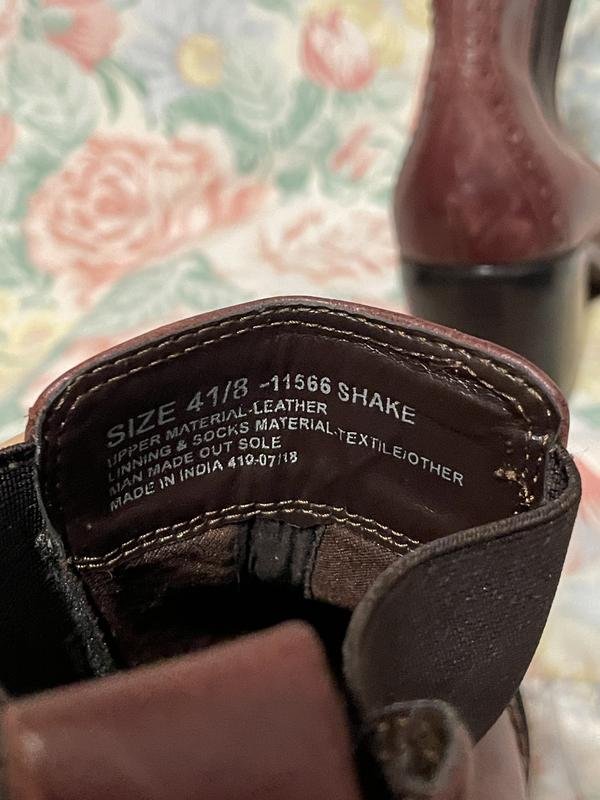 SIZE 41/8 -11566 SHAKE
UPPER MATERIAL-LEATHER
LINNING & SOCKS MATERIAL-TEXTILE/OTHER
MAN MADE OUT SOLE
MADE IN INDIA 419-07/18